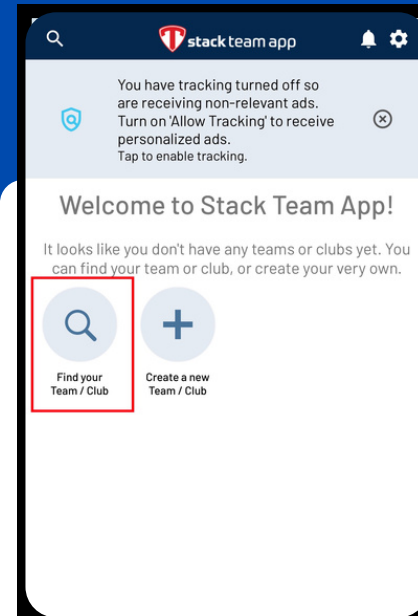 stack team app
You have tracking turned off so
are receiving non-relevant ads.
Turn on 'Allow Tracking' to receive
personalized ads.
Tap to enable tracking.
Welcome to Stack Team App!
It looks like you don't have any teams or clubs yet. You
can find your team or club, or create your very own.
Find your
Team / Club
Create a new
Team / Club